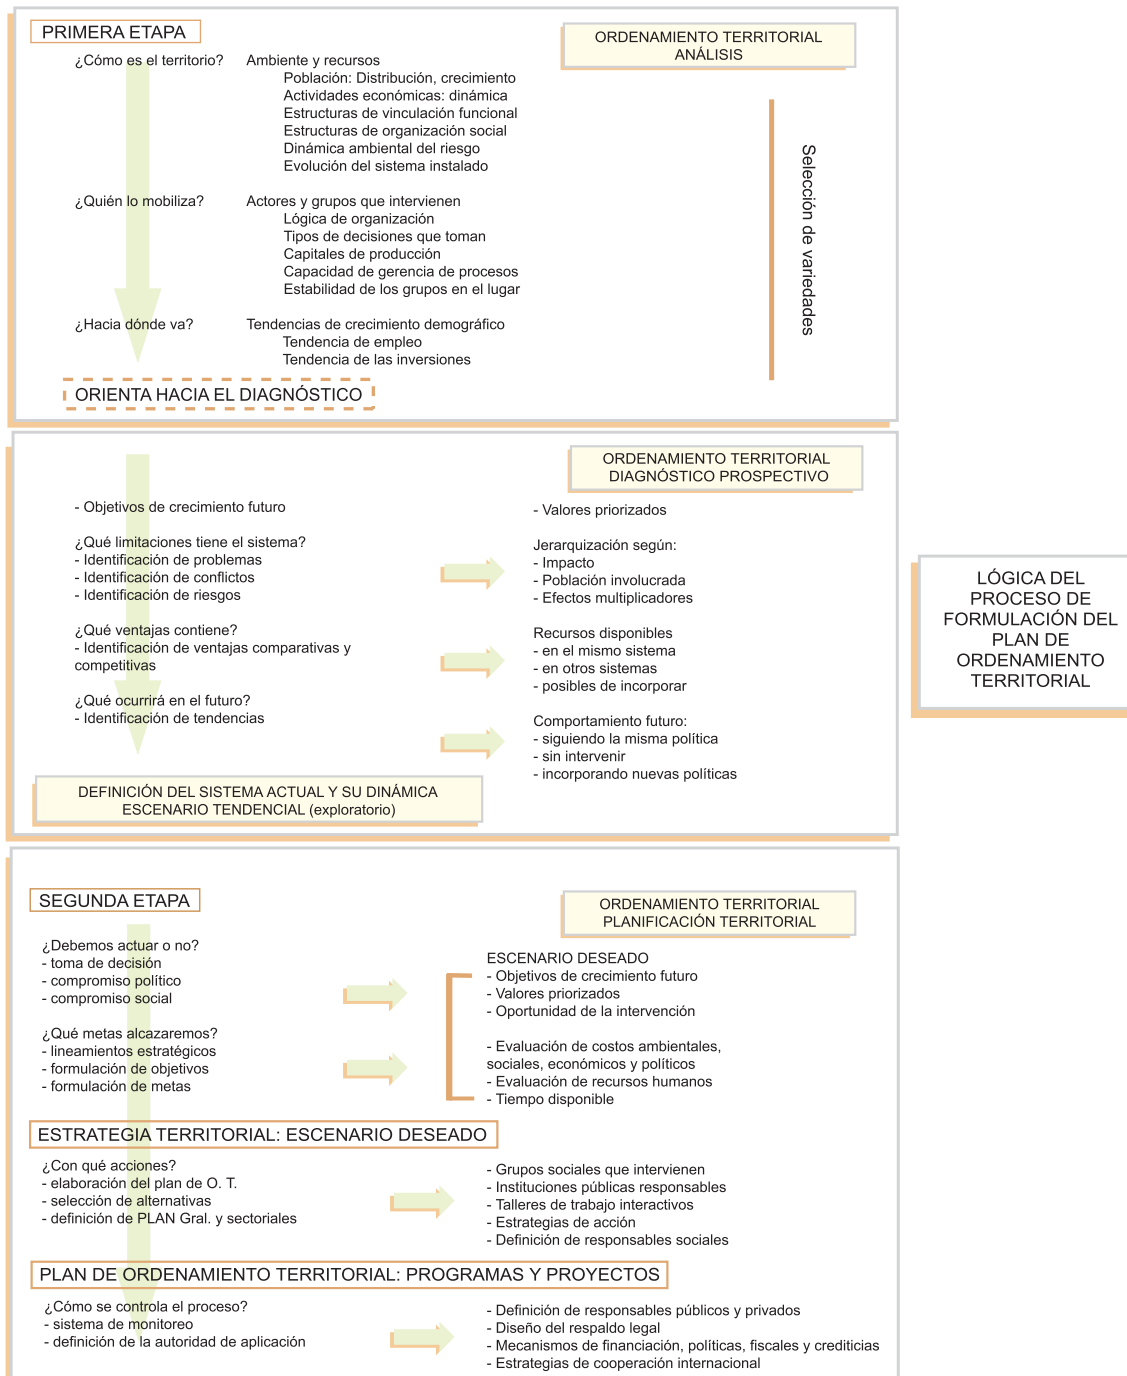 PRIMERA ETAPA
ORDENAMIENTO TERRITORIAL
ANÁLISIS
¿Cómo es el territorio?
Ambiente y recursos
Población: Distribución, crecimiento
Actividades económicas: dinámica
Estructuras de vinculación funcional
Estructuras de organización social
Dinámica ambiental del riesgo
Evolución del sistema instalado
¿Quién lo mobiliza?
Actores y grupos que intervienen
Lógica de organización
Tipos de decisiones que toman
Capitales de producción
Capacidad de gerencia de procesos
Estabilidad de los grupos en el lugar
¿Hacia dónde va?
Tendencias de crecimiento demográfico
Tendencia de empleo
Tendencia de las inversiones
Selección de variedades
ORIENTA HACIA EL DIAGNÓSTICO
ORDENAMIENTO TERRITORIAL
DIAGNÓSTICO PROSPECTIVO
- Objetivos de crecimiento futuro
- Valores priorizados
¿Qué limitaciones tiene el sistema?
- Identificación de problemas
- Identificación de conflictos
- Identificación de riesgos
Jerarquización según:
- Impacto
- Población involucrada
- Efectos multiplicadores
¿Qué ventajas contiene?
- Identificación de ventajas comparativas y
competitivas
Recursos disponibles
- en el mismo sistema
- en otros sistemas
- posibles de incorporar
¿Qué ocurrirá en el futuro?
- Identificación de tendencias
Comportamiento futuro:
- siguiendo la misma política
- sin intervenir
- incorporando nuevas políticas
DEFINICIÓN DEL SISTEMA ACTUAL Y SU DINÁMICA
ESCENARIO TENDENCIAL (exploratorio)
LÓGICA DEL
PROCESO DE
FORMULACIÓN DEL
PLAN DE
ORDENAMIENTO
TERRITORIAL
SEGUNDA ETAPA
ORDENAMIENTO TERRITORIAL
PLANIFICACIÓN TERRITORIAL
¿Debemos actuar o no?
- toma de decisión
- compromiso político
- compromiso social
¿Qué metas alcazaremos?
- lineamientos estratégicos
- formulación de objetivos
- formulación de metas
ESCENARIO DESEADO
- Objetivos de crecimiento futuro
- Valores priorizados
- Oportunidad de la intervención
- Evaluación de costos ambientales,
sociales, económicos y políticos
- Evaluación de recursos humanos
- Tiempo disponible
ESTRATEGIA TERRITORIAL: ESCENARIO DESEADO
¿Con qué acciones?
- elaboración del plan de O. T.
- selección de alternativas
- definición de PLAN Gral. y sectoriales
- Grupos sociales que intervienen
- Instituciones públicas responsables
- Talleres de trabajo interactivos
- Estrategias de acción
- Definición de responsables sociales
PLAN DE ORDENAMIENTO TERRITORIAL: PROGRAMAS Y PROYECTOS
¿Cómo se controla el proceso?
- sistema de monitoreo
- definición de la autoridad de aplicación
- Definición de responsables públicos y privados
- Diseño del respaldo legal
- Mecanismos de financiación, políticas, fiscales y crediticias
- Estrategias de cooperación internacional